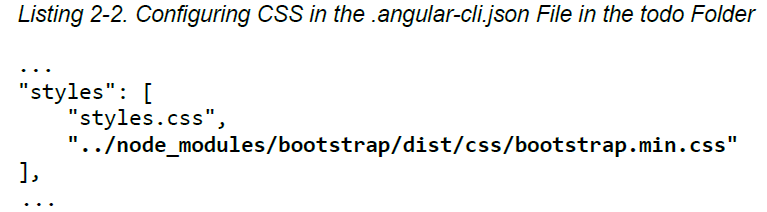 Listing 2-2. Configuring CSS in the .angular-cli.json File in the todo Folder
...
"styles": [
    "styles.css",
    "../node_modules/bootstrap/dist/css/bootstrap.min.css"
],
...